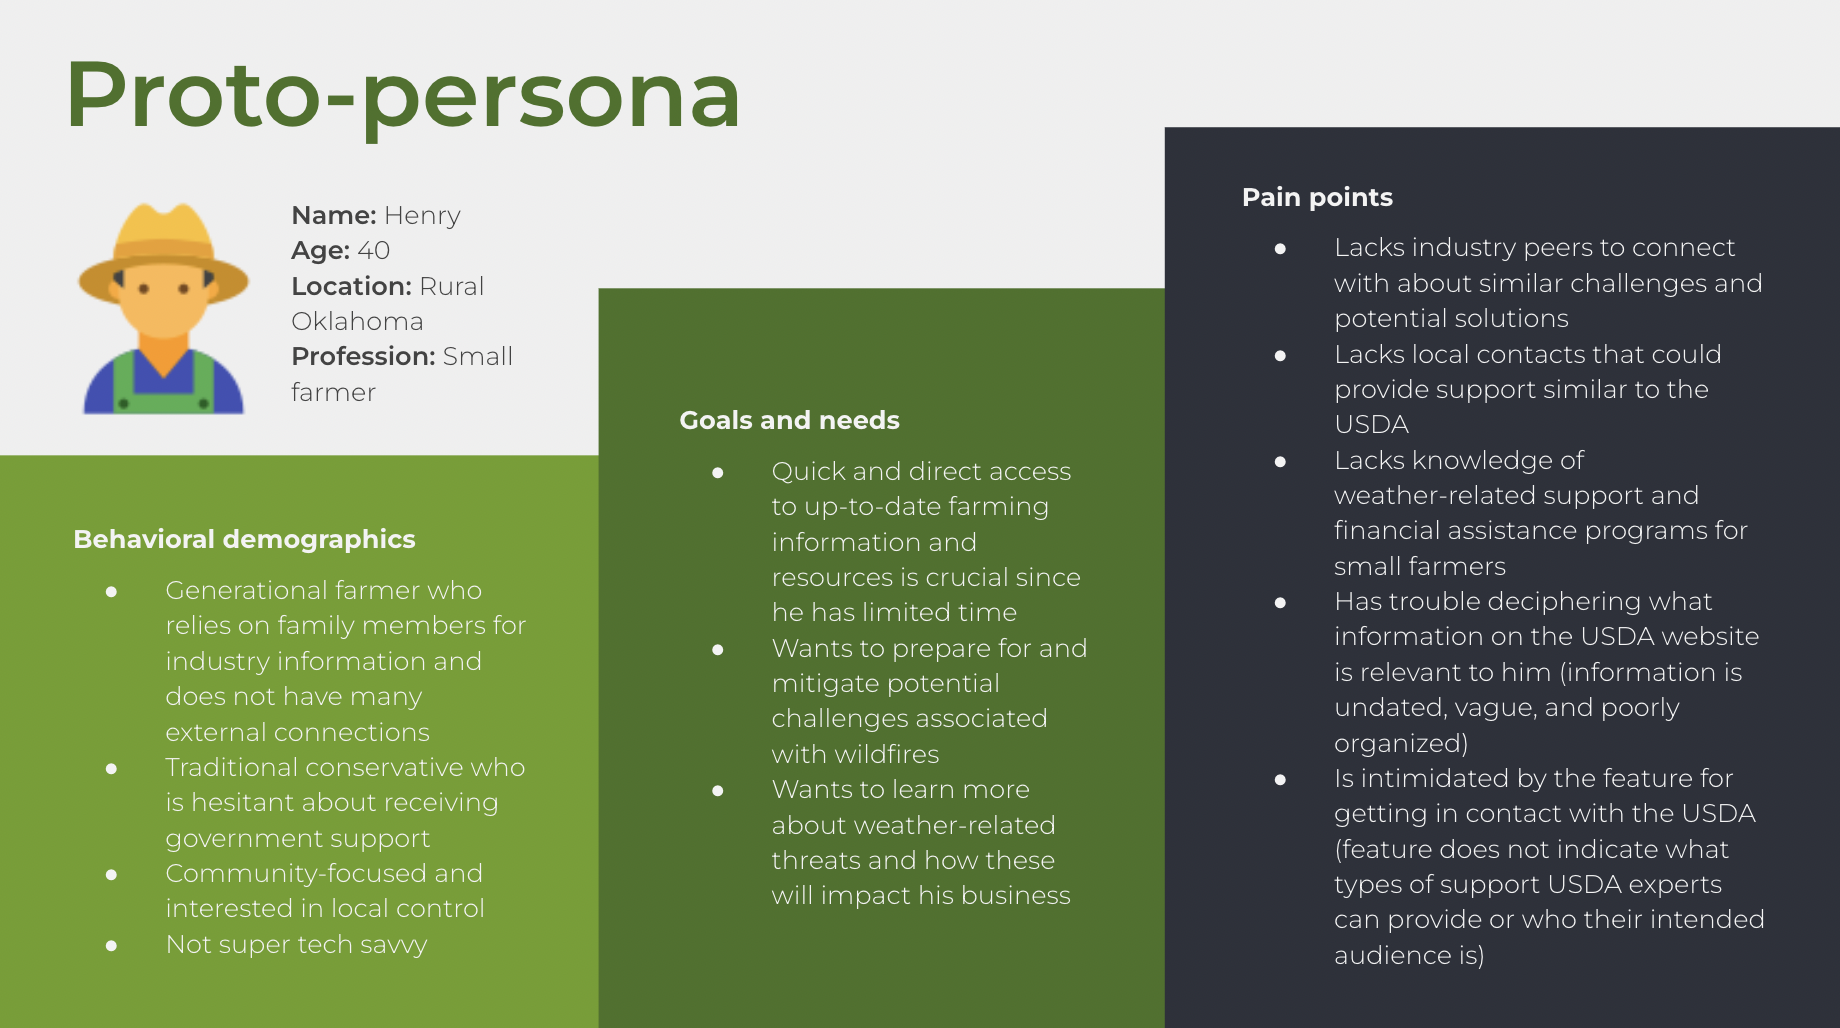 Proto-persona
Name: Henry
Age: 40
Location: Rural
Oklahoma
Profession: Small
farmer
Behavioral demographics
● Generational farmer who
relies on family members for
industry information and
does not have many
external connections
● Traditional conservative who
is hesitant about receiving
government support
● Community-focused and
interested in local control
● Not super tech savvy
Goals and needs
● Quick and direct access
to up-to-date farming
information and
resources is crucial since
he has limited time
● Wants to prepare for and
mitigate potential
challenges associated
with wildfires
● Wants to learn more
about weather-related
threats and how these
will impact his business
Pain points
● Lacks industry peers to connect
with about similar challenges and
potential solutions
● Lacks local contacts that could
provide support similar to the
USDA
● Lacks knowledge of
weather-related support and
financial assistance programs for
small farmers
● Has trouble deciphering what
information on the USDA website
is relevant to him (information is
undated, vague, and poorly
organized)
● Is intimidated by the feature for
getting in contact with the USDA
(feature does not indicate what
types of support USDA experts
can provide or who their intended
audience is)